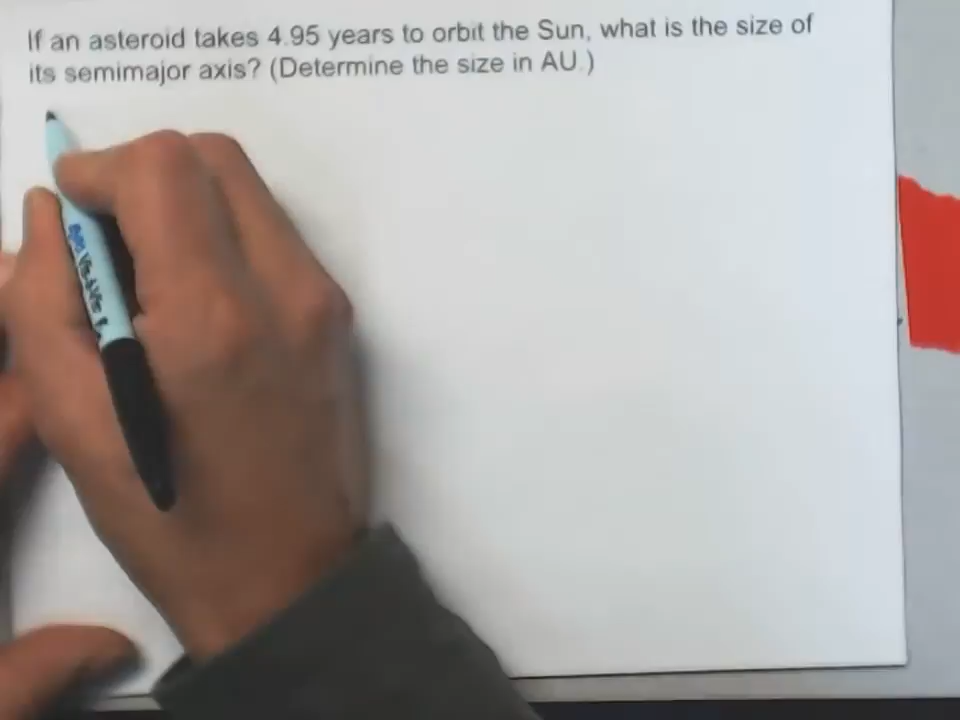 If an asteroid takes 4.95 years to orbit the Sun, what is the size of
its semimajor axis? (Determine the size in AU.)